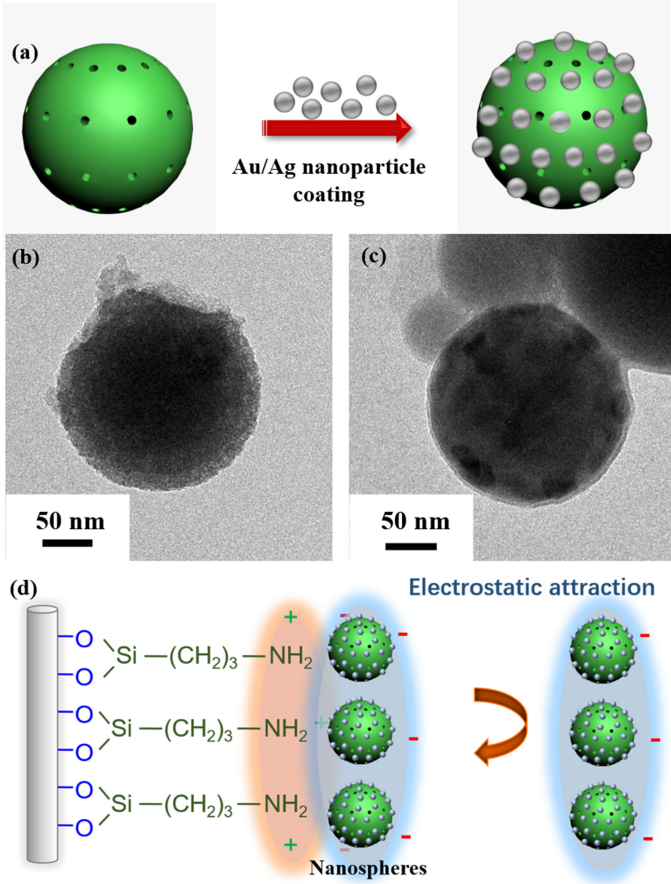 (a)
Au/Ag nanoparticle
coating
(b)
(c)
50 nm
50 nm
(d)
Electrostatic attraction
+
-
-
O
O
Si
(CH2)3
NH2
O
O
Si
(CH2)3
NH2
+
-
-
O
O
Si
(CH2)3
NH2
+
-
-
-
Nanospheres